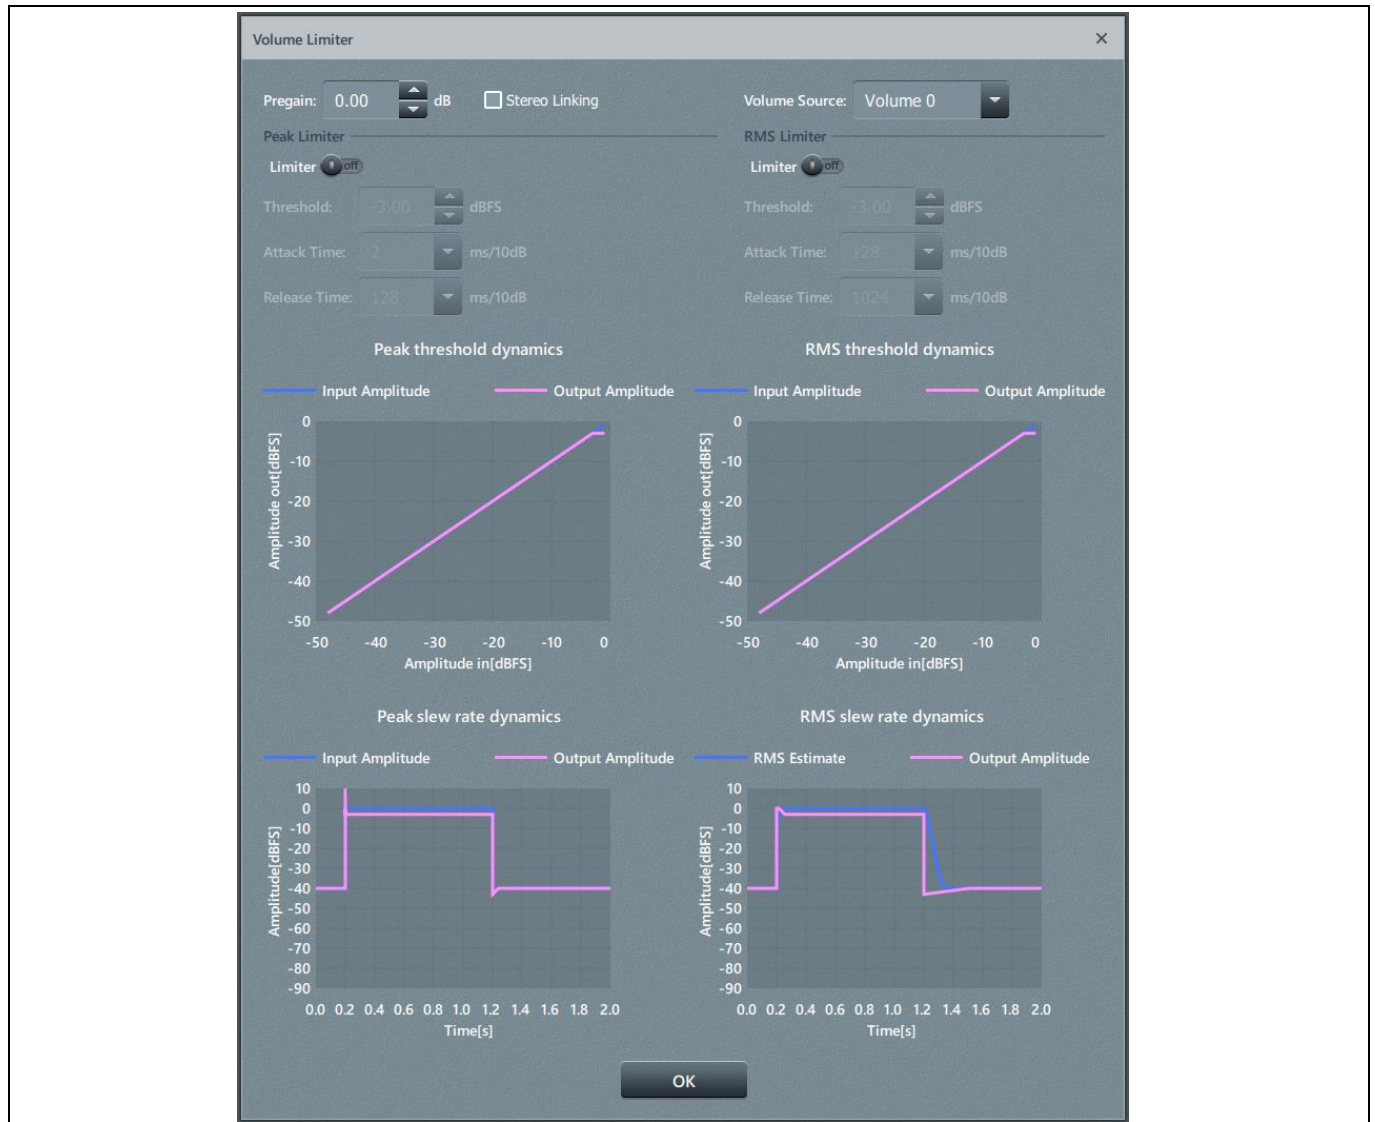 Volume Limiter ×
Pregain: 0.00 dB Stereo Linking Volume Source: Volume 0
Peak Limiter RMS Limiter
Limiter off Limiter off
Threshold: -3.00 dBFS Threshold: -3.00 dBFS
Attack Time: 2 ms/10dB Attack Time: 128 ms/10dB
Release Time: 128 ms/10dB Release Time: 1024 ms/10dB
Peak threshold dynamics RMS threshold dynamics
Input Amplitude Output Amplitude Input Amplitude Output Amplitude
0 0
-10 -10
-20 -20
-30 -30
-40 -40
-50 -50
Amplitude out[dBFS] Amplitude out[dBFS]
-50 -40 -30 -20 -10 0 -50 -40 -30 -20 -10 0
Amplitude in[dBFS] Amplitude in[dBFS]
Peak slew rate dynamics RMS slew rate dynamics
Input Amplitude Output Amplitude RMS Estimate Output Amplitude
10 10
0 0
-10 -10
-20 -20
-30 -30
-40 -40
-50 -50
-60 -60
-70 -70
-80 -80
-90 -90
Amplitude[dBFS] Amplitude[dBFS]
0.0 0.2 0.4 0.6 0.8 1.0 1.2 1.4 1.6 1.8 2.0 0.0 0.2 0.4 0.6 0.8 1.0 1.2 1.4 1.6 1.8 2.0
Time[s] Time[s]
OK